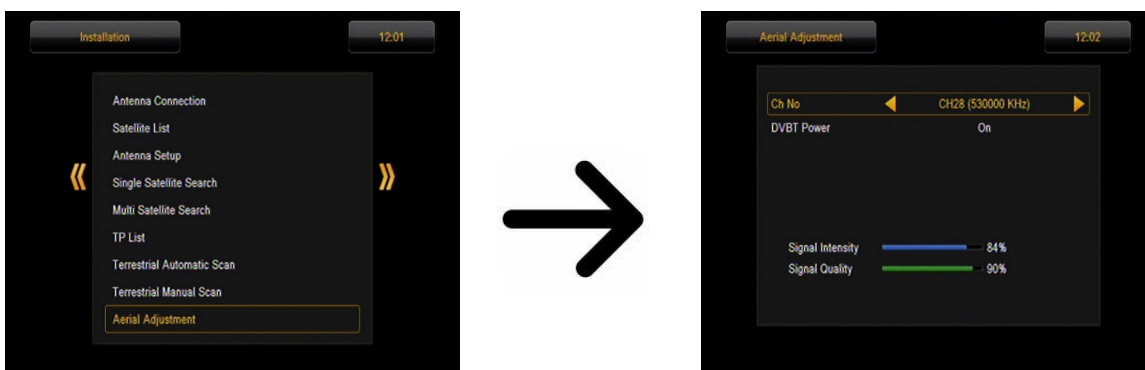 Installation
12:01
Antenna Connection
Satellite List
Antenna Setup
Single Satellite Search
Multi Satellite Search
TP List
Terrestrial Automatic Scan
Terrestrial Manual Scan
Aerial Adjustment
Aerial Adjustment
12:02
Ch No CH28 (530000 KHz)
DVBT Power On
Signal Intensity 84%
Signal Quality 90%